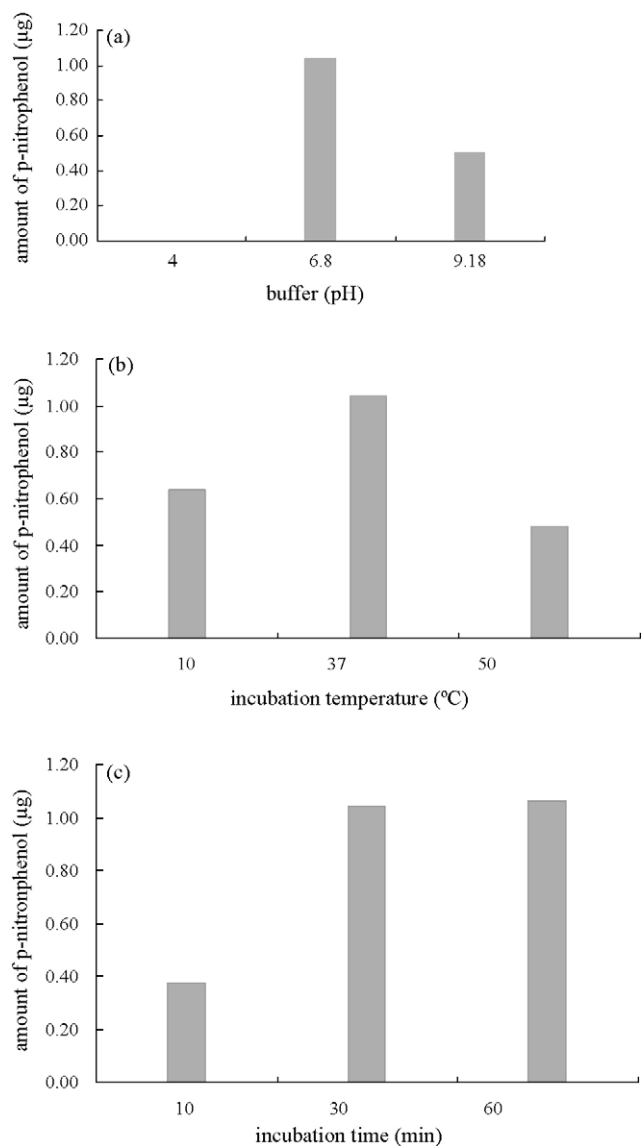 (a)
amount of p-nitrophenol (µg)
1.20
1.00
0.80
0.60
0.40
0.20
0.00
4 6.8 9.18
buffer (pH)
(b)
amount of p-nitrophenol (µg)
1.20
1.00
0.80
0.60
0.40
0.20
0.00
10 37 50
incubation temperature (ºC)
(c)
amount of p-nitronphenol (µg)
1.20
1.00
0.80
0.60
0.40
0.20
0.00
10 30 60
incubation time (min)